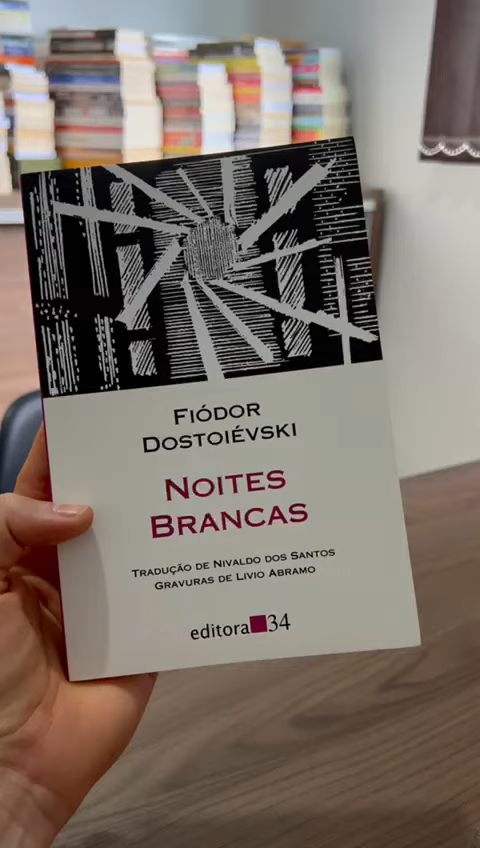 FIÓDOR
DOSTOIÉVSKI
NOITES
BRANCAS
TRADUÇÃO DE NIVALDO DOS SANTOS
GRAVURAS DE LIVIO ABRAMO
editora 34